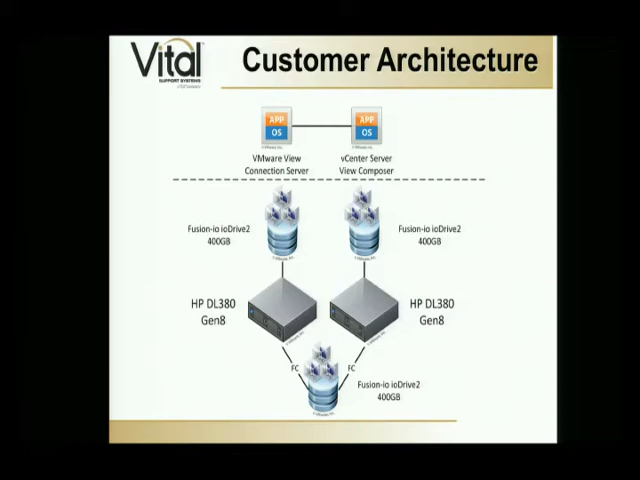 Vital
SUPPORT SYSTEMS
Customer Architecture
APP
OS
APP
OS
VMware View
Connection Server
vCenter Server
View Composer
Fusion-io ioDrive2
400GB
Fusion-io ioDrive2
400GB
HP DL380
Gen8
HP DL380
Gen8
FC
FC
Fusion-io ioDrive2
400GB